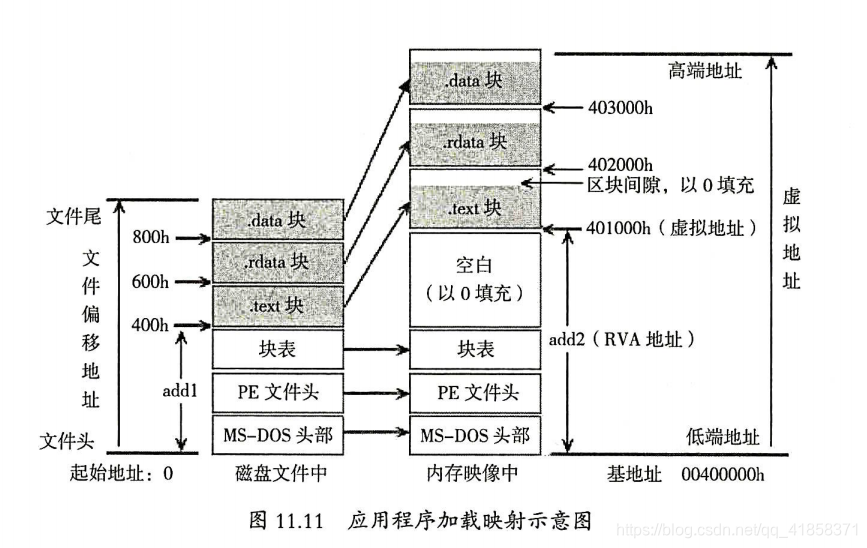 高端地址
.data 块
403000h
.rdata 块
402000h
区块间隙，以 0 填充
虚拟地址
文件尾
.data 块
.text 块
401000h（虚拟地址）
800h
文件偏移地址
.rdata 块
空白
（以 0 填充）
600h
.text 块
400h
add2（RVA 地址）
块表
块表
add1
PE 文件头
PE 文件头
文件头
MS-DOS 头部
MS-DOS 头部
低端地址
起始地址：0
磁盘文件中
内存映像中
基地址 00400000h
图 11.11 应用程序加载映射示意图
https://blog.csdn.net/qq_41858371